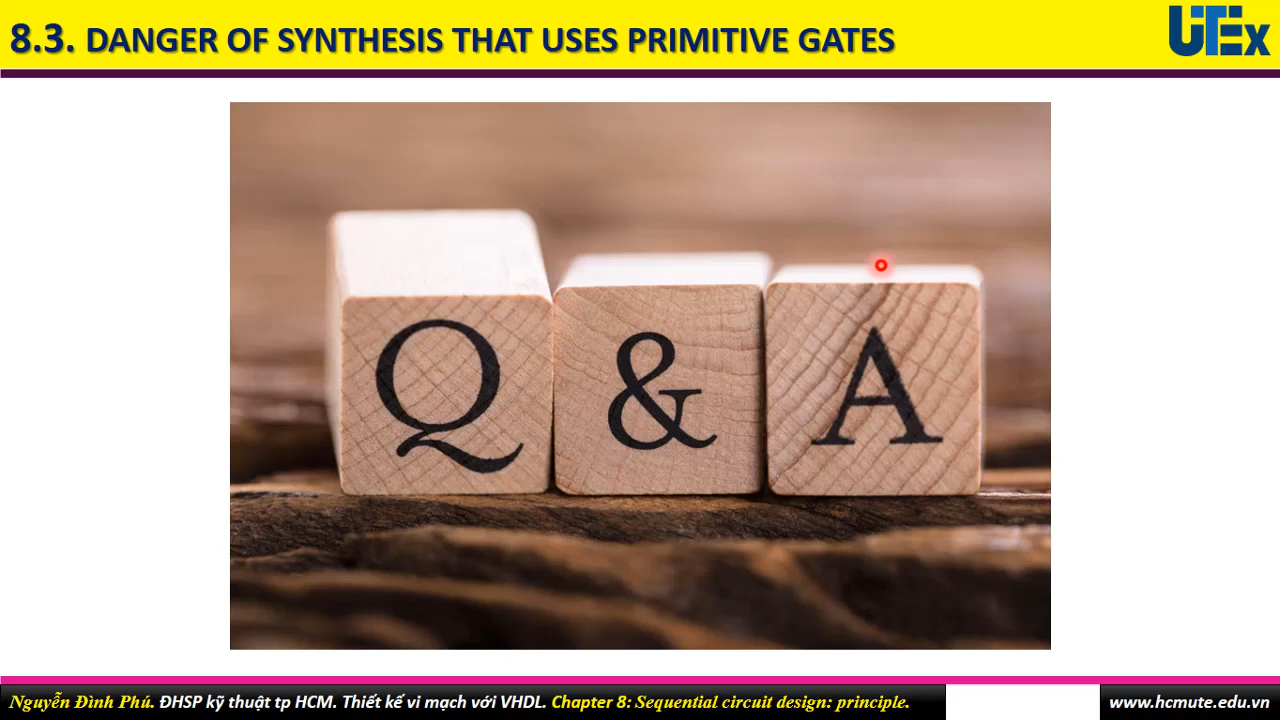 8.3. DANGER OF SYNTHESIS THAT USES PRIMITIVE GATES
UTEx
Q & A
Nguyễn Đình Phú. ĐHSP kỹ thuật tp HCM. Thiết kế vi mạch với VHDL. Chapter 8: Sequential circuit design: principle.
www.hcmute.edu.vn